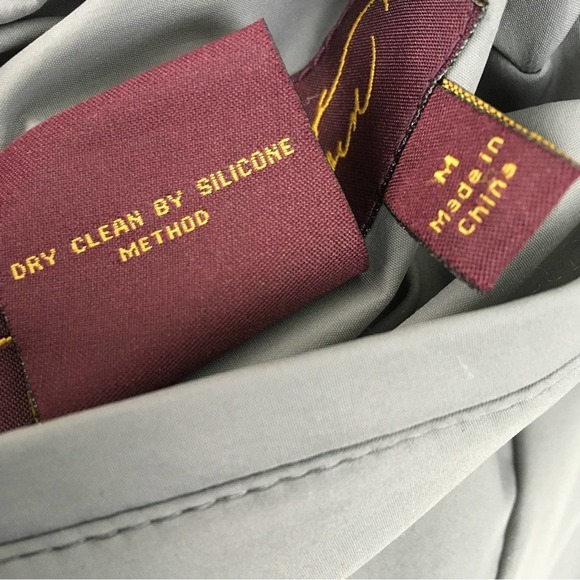 DRY CLEAN BY SILICONE
METHOD
M
Made in
China